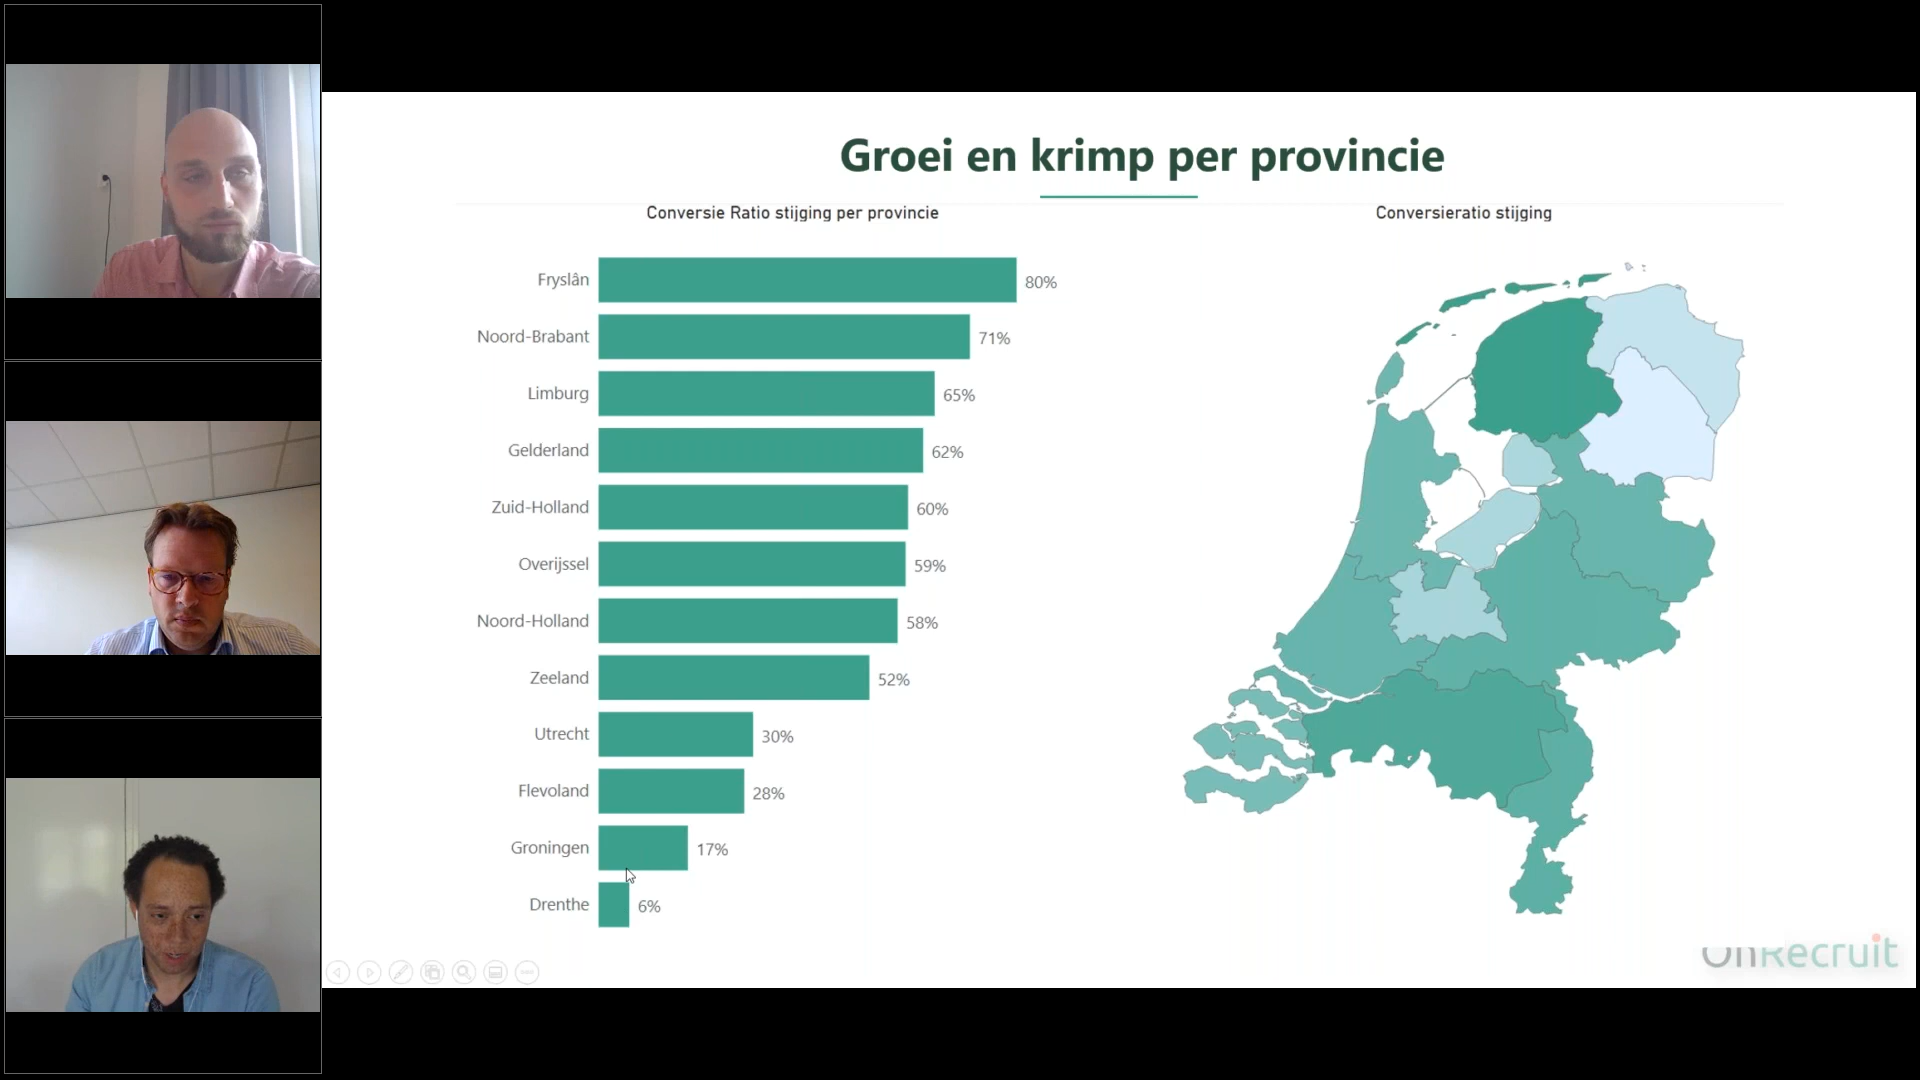 Groei en krimp per provincie
Conversie Ratio stijging per provincie
Fryslân 80%
Noord-Brabant 71%
Limburg 65%
Gelderland 62%
Zuid-Holland 60%
Overijssel 59%
Noord-Holland 58%
Zeeland 52%
Utrecht 30%
Flevoland 28%
Groningen 17%
Drenthe 6%
Conversieratio stijging
OnRecruit